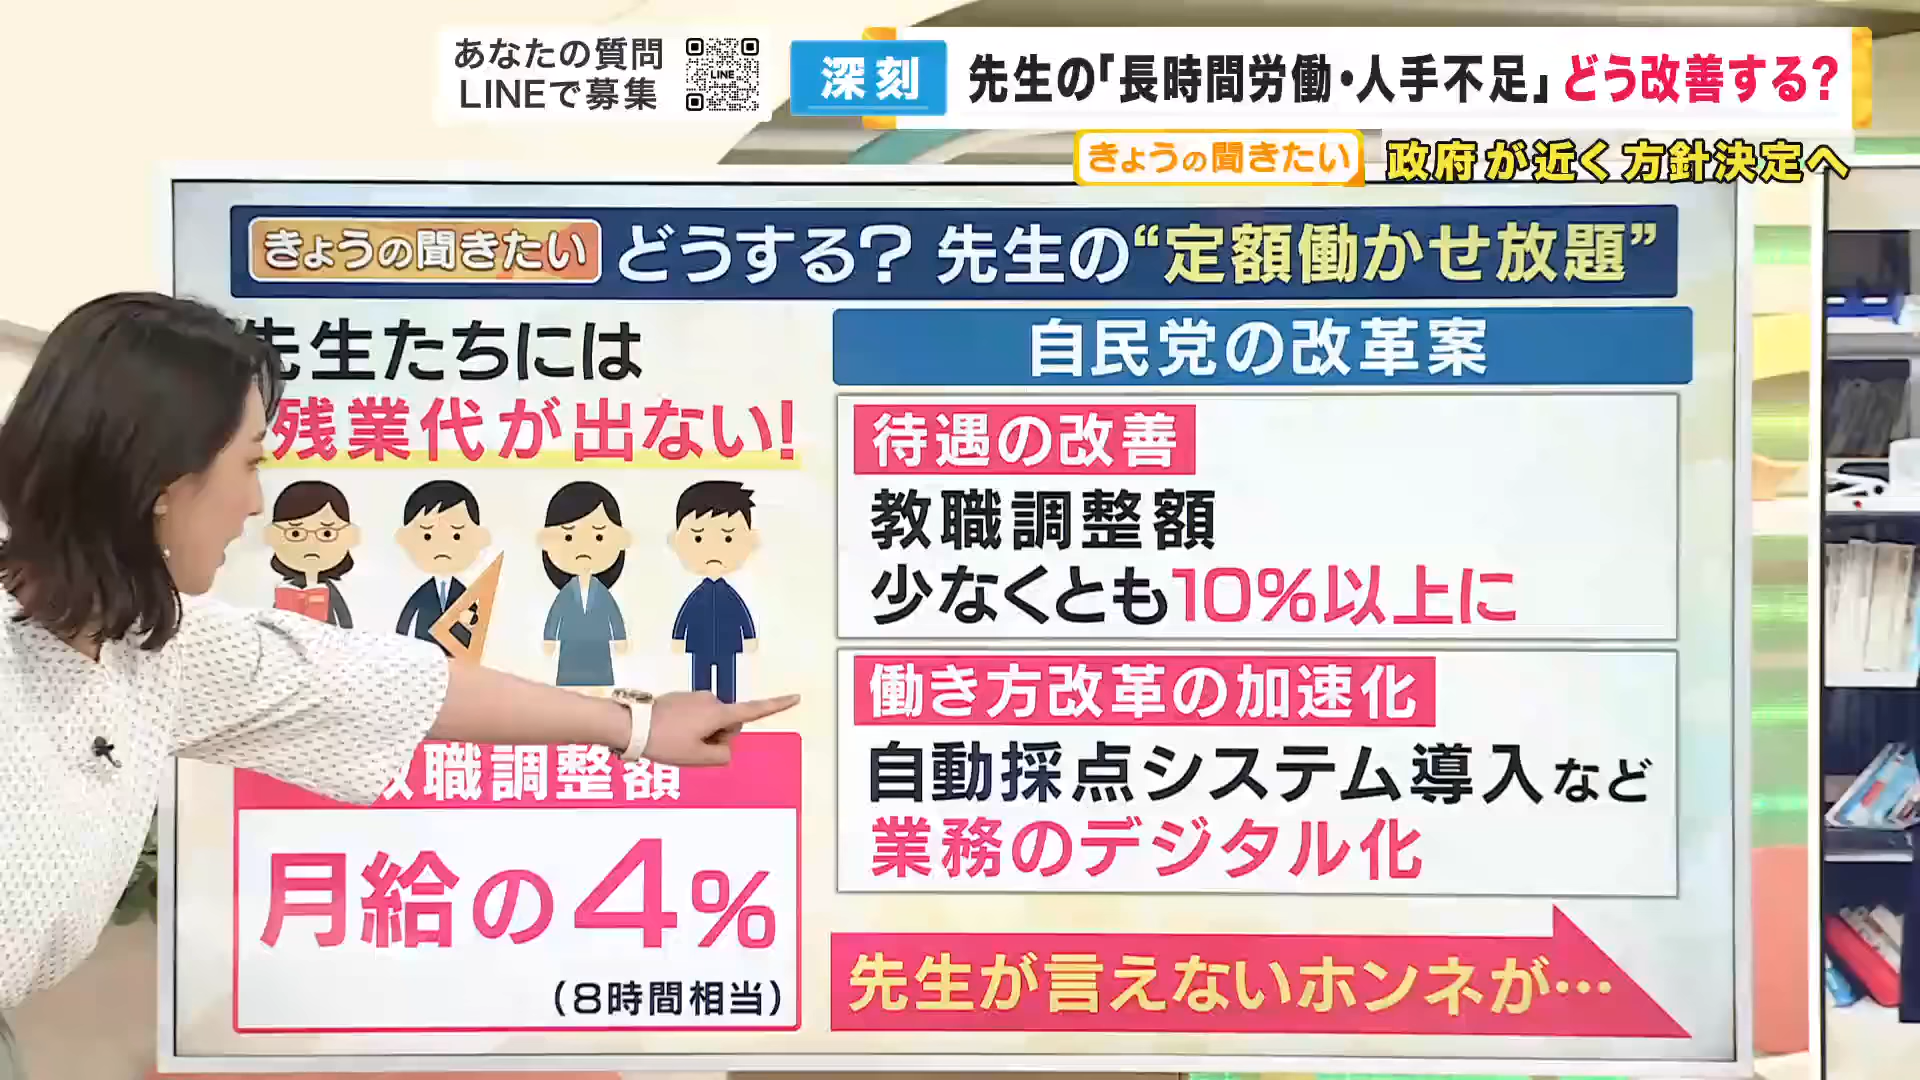 あなたの質問
LINEで募集
LINE
深刻
先生の「長時間労働・人手不足」どう改善する?
きょうの聞きたい
政府が近く方針決定へ
きょうの聞きたい どうする? 先生の“定額働かせ放題”
先生たちには
残業代が出ない!
教職調整額
月給の4%
(8時間相当)
自民党の改革案
待遇の改善
教職調整額
少なくとも10%以上に
働き方改革の加速化
自動採点システム導入など
業務のデジタル化
先生が言えないホンネが…